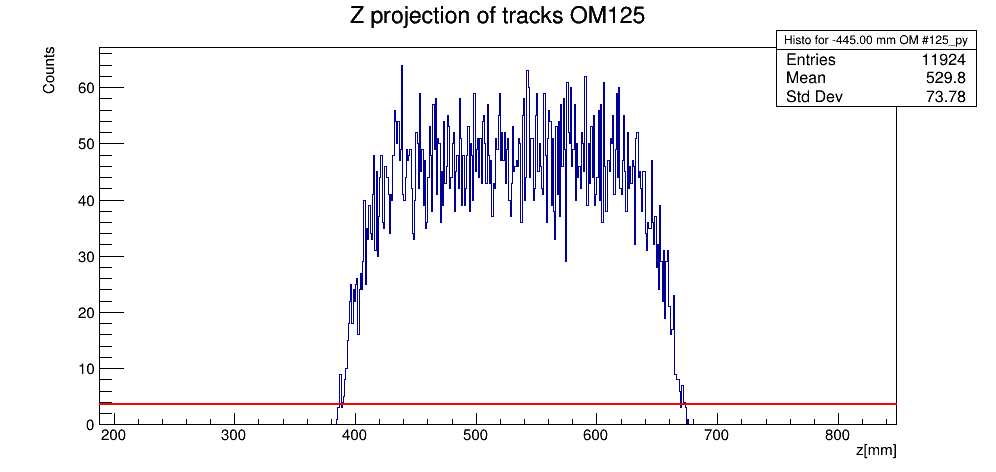 Z projection of tracks OM125
Histo for -445.00 mm OM #125_py
Entries 11924
Mean 529.8
Std Dev 73.78
Counts
60
50
40
30
20
10
0
200 300 400 500 600 700 800
z[mm]